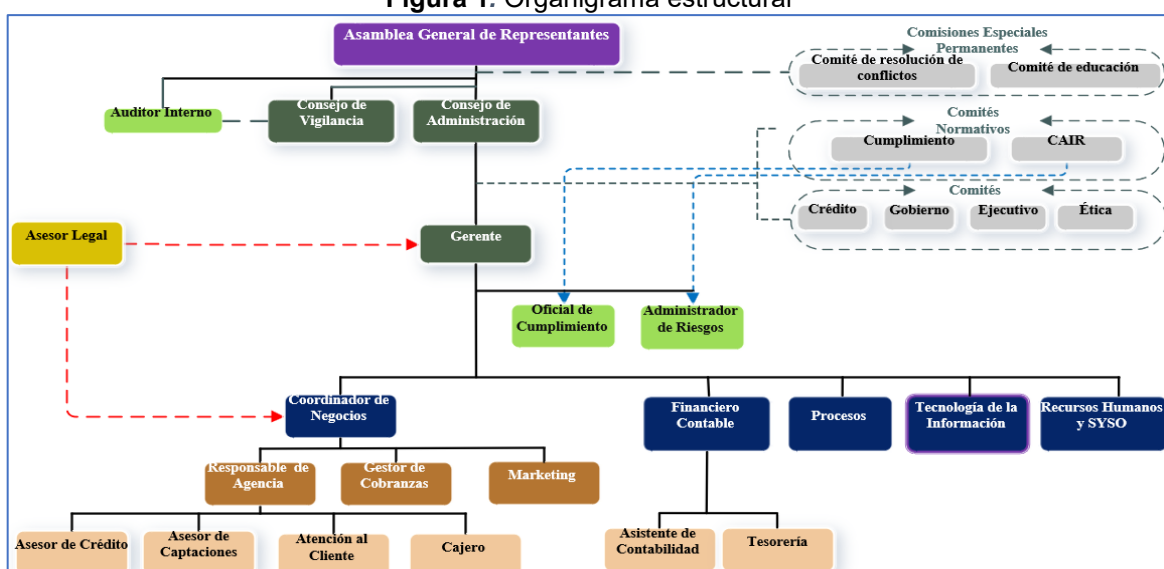 Figura 1. Organigrama estructural
Asamblea General de Representantes
Comisiones Especiales
Permanentes
Comité de resolución de
conflictos
Comité de educación
Auditor Interno
Consejo de
Vigilancia
Consejo de
Administración
Comités
Normativos
Cumplimiento
CAIR
Comités
Crédito
Gobierno
Ejecutivo
Ética
Asesor Legal
Gerente
Oficial de
Cumplimiento
Administrador
de Riesgos
Coordinador de
Negocios
Financiero
Contable
Procesos
Tecnología de la
Información
Recursos Humanos
y SYSO
Responsable de
Agencia
Gestor de
Cobranzas
Marketing
Asesor de Crédito
Asesor de
Captaciones
Atención al
Cliente
Cajero
Asistente de
Contabilidad
Tesorería